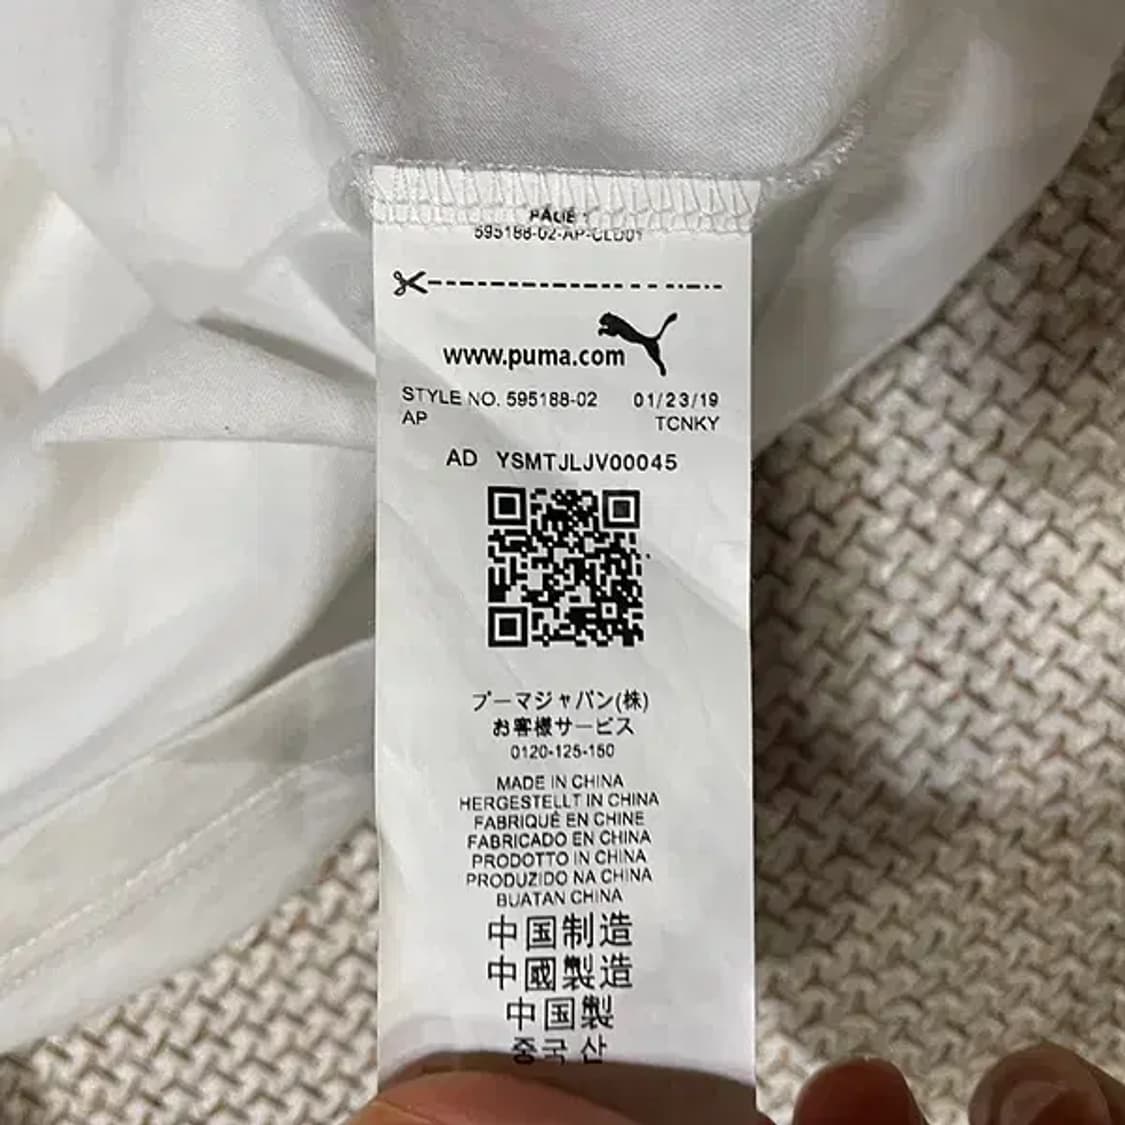 PAGE 1
595188-02-AP-CLD01
www.puma.com
STYLE NO. 595188-02 01/23/19
AP TCNKY
AD YSMTJLJV00045
プーマジャパン(株)
お客様サービス
0120-125-150
MADE IN CHINA
HERGESTELLT IN CHINA
FABRIQUÉ EN CHINE
FABRICADO EN CHINA
PRODOTTO IN CHINA
PRODUZIDO NA CHINA
BUATAN CHINA
中国制造
中國製造
中国製
중국산